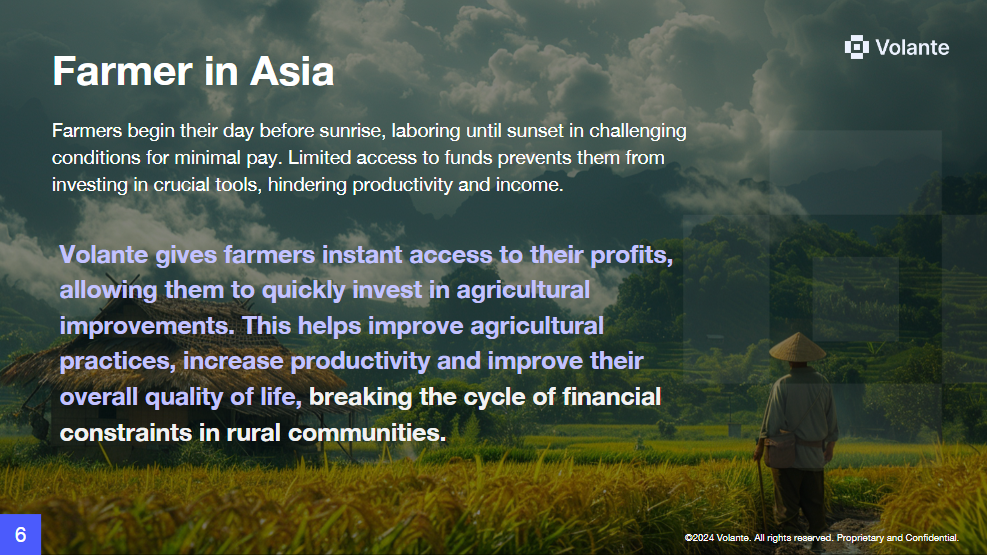 Volante
Farmer in Asia
Farmers begin their day before sunrise, laboring until sunset in challenging
conditions for minimal pay. Limited access to funds prevents them from
investing in crucial tools, hindering productivity and income.
Volante gives farmers instant access to their profits,
allowing them to quickly invest in agricultural
improvements. This helps improve agricultural
practices, increase productivity and improve their
overall quality of life, breaking the cycle of financial
constraints in rural communities.
6
©2024 Volante. All rights reserved. Proprietary and Confidential.